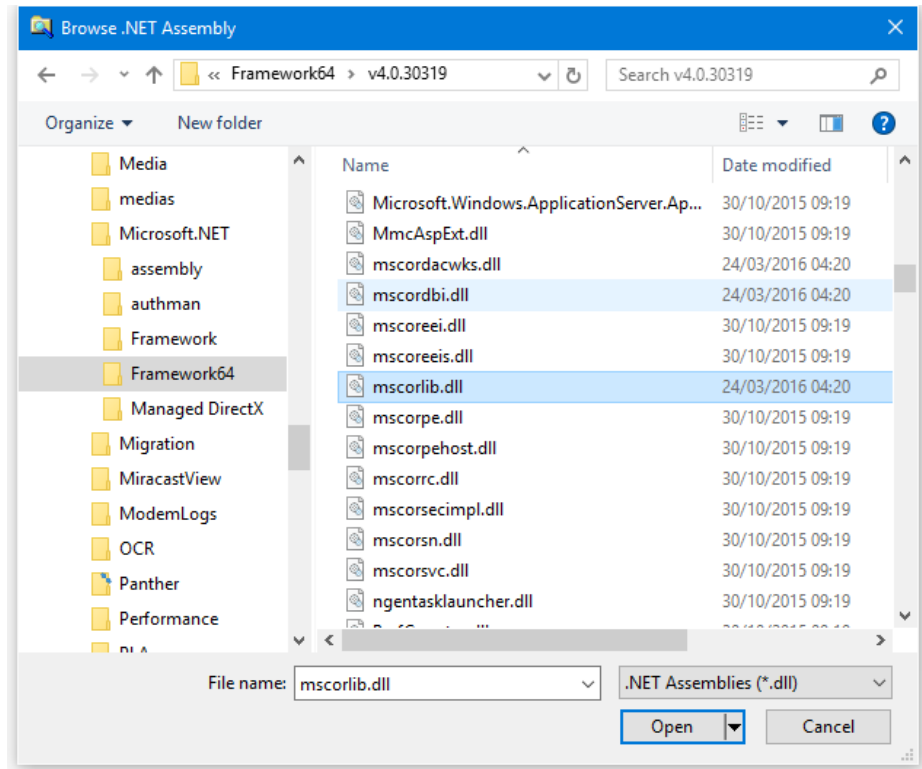 Browse .NET Assembly
« Framework64 › v4.0.30319
Search v4.0.30319
Organize
New folder
Media
medias
Microsoft.NET
assembly
authman
Framework
Framework64
Managed DirectX
Migration
MiracastView
ModemLogs
OCR
Panther
Performance
Name Date modified
Microsoft.Windows.ApplicationServer.Ap... 30/10/2015 09:19
MmcAspExt.dll 30/10/2015 09:19
mscordacwks.dll 24/03/2016 04:20
mscordbi.dll 24/03/2016 04:20
mscoreei.dll 30/10/2015 09:19
mscoreeis.dll 30/10/2015 09:19
mscorlib.dll 24/03/2016 04:20
mscorpe.dll 30/10/2015 09:19
mscorpehost.dll 30/10/2015 09:19
mscorrc.dll 30/10/2015 09:19
mscorsecimpl.dll 30/10/2015 09:19
mscorsn.dll 30/10/2015 09:19
mscorsvc.dll 30/10/2015 09:19
ngentasklauncher.dll 30/10/2015 09:19
File name: mscorlib.dll
.NET Assemblies (*.dll)
Open
Cancel